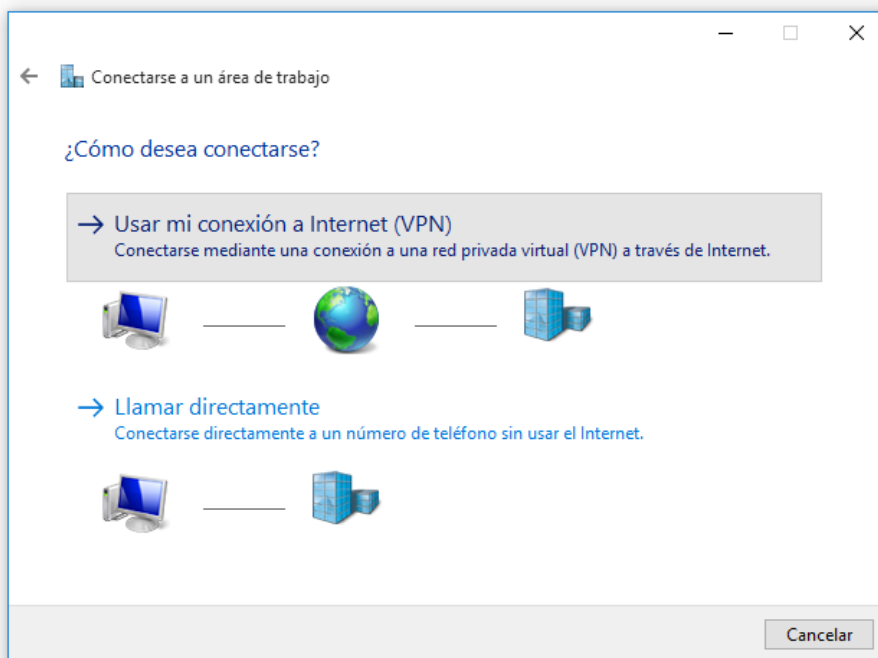 Conectarse a un área de trabajo
¿Cómo desea conectarse?
Usar mi conexión a Internet (VPN)
Conectarse mediante una conexión a una red privada virtual (VPN) a través de Internet.
Llamar directamente
Conectarse directamente a un número de teléfono sin usar el Internet.
Cancelar